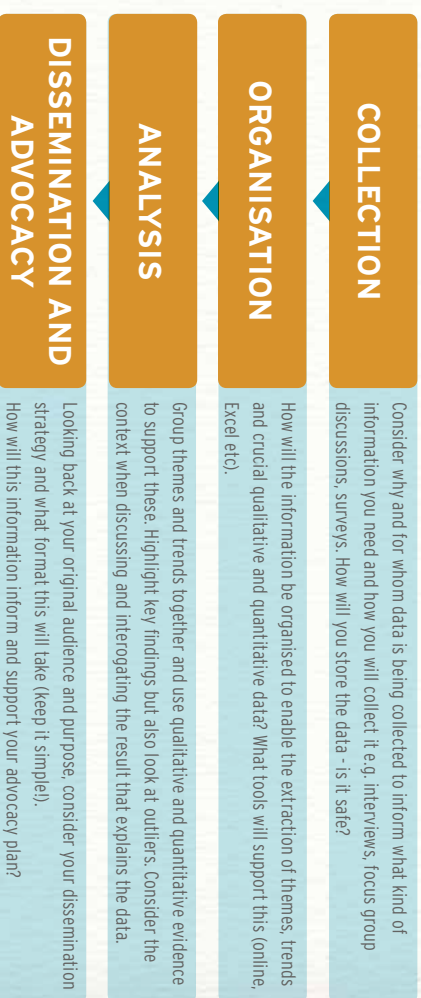 COLLECTION
Consider why and for whom data is being collected to inform what kind of
information you need and how you will collect it e.g. interviews, focus group
discussions, surveys. How will you store the data - is it safe?
ORGANISATION
How will the information be organised to enable the extraction of themes, trends
and crucial qualitative and quantitative data? What tools will support this (online,
Excel etc).
ANALYSIS
Group themes and trends together and use qualitative and quantitative evidence
to support these. Highlight key findings but also look at outliers. Consider the
context when discussing and interogating the result that explains the data.
DISSEMINATION AND
ADVOCACY
Looking back at your original audience and purpose, consider your dissemination
strategy and what format this will take (keep it simple!).
How will this information inform and support your advocacy plan?